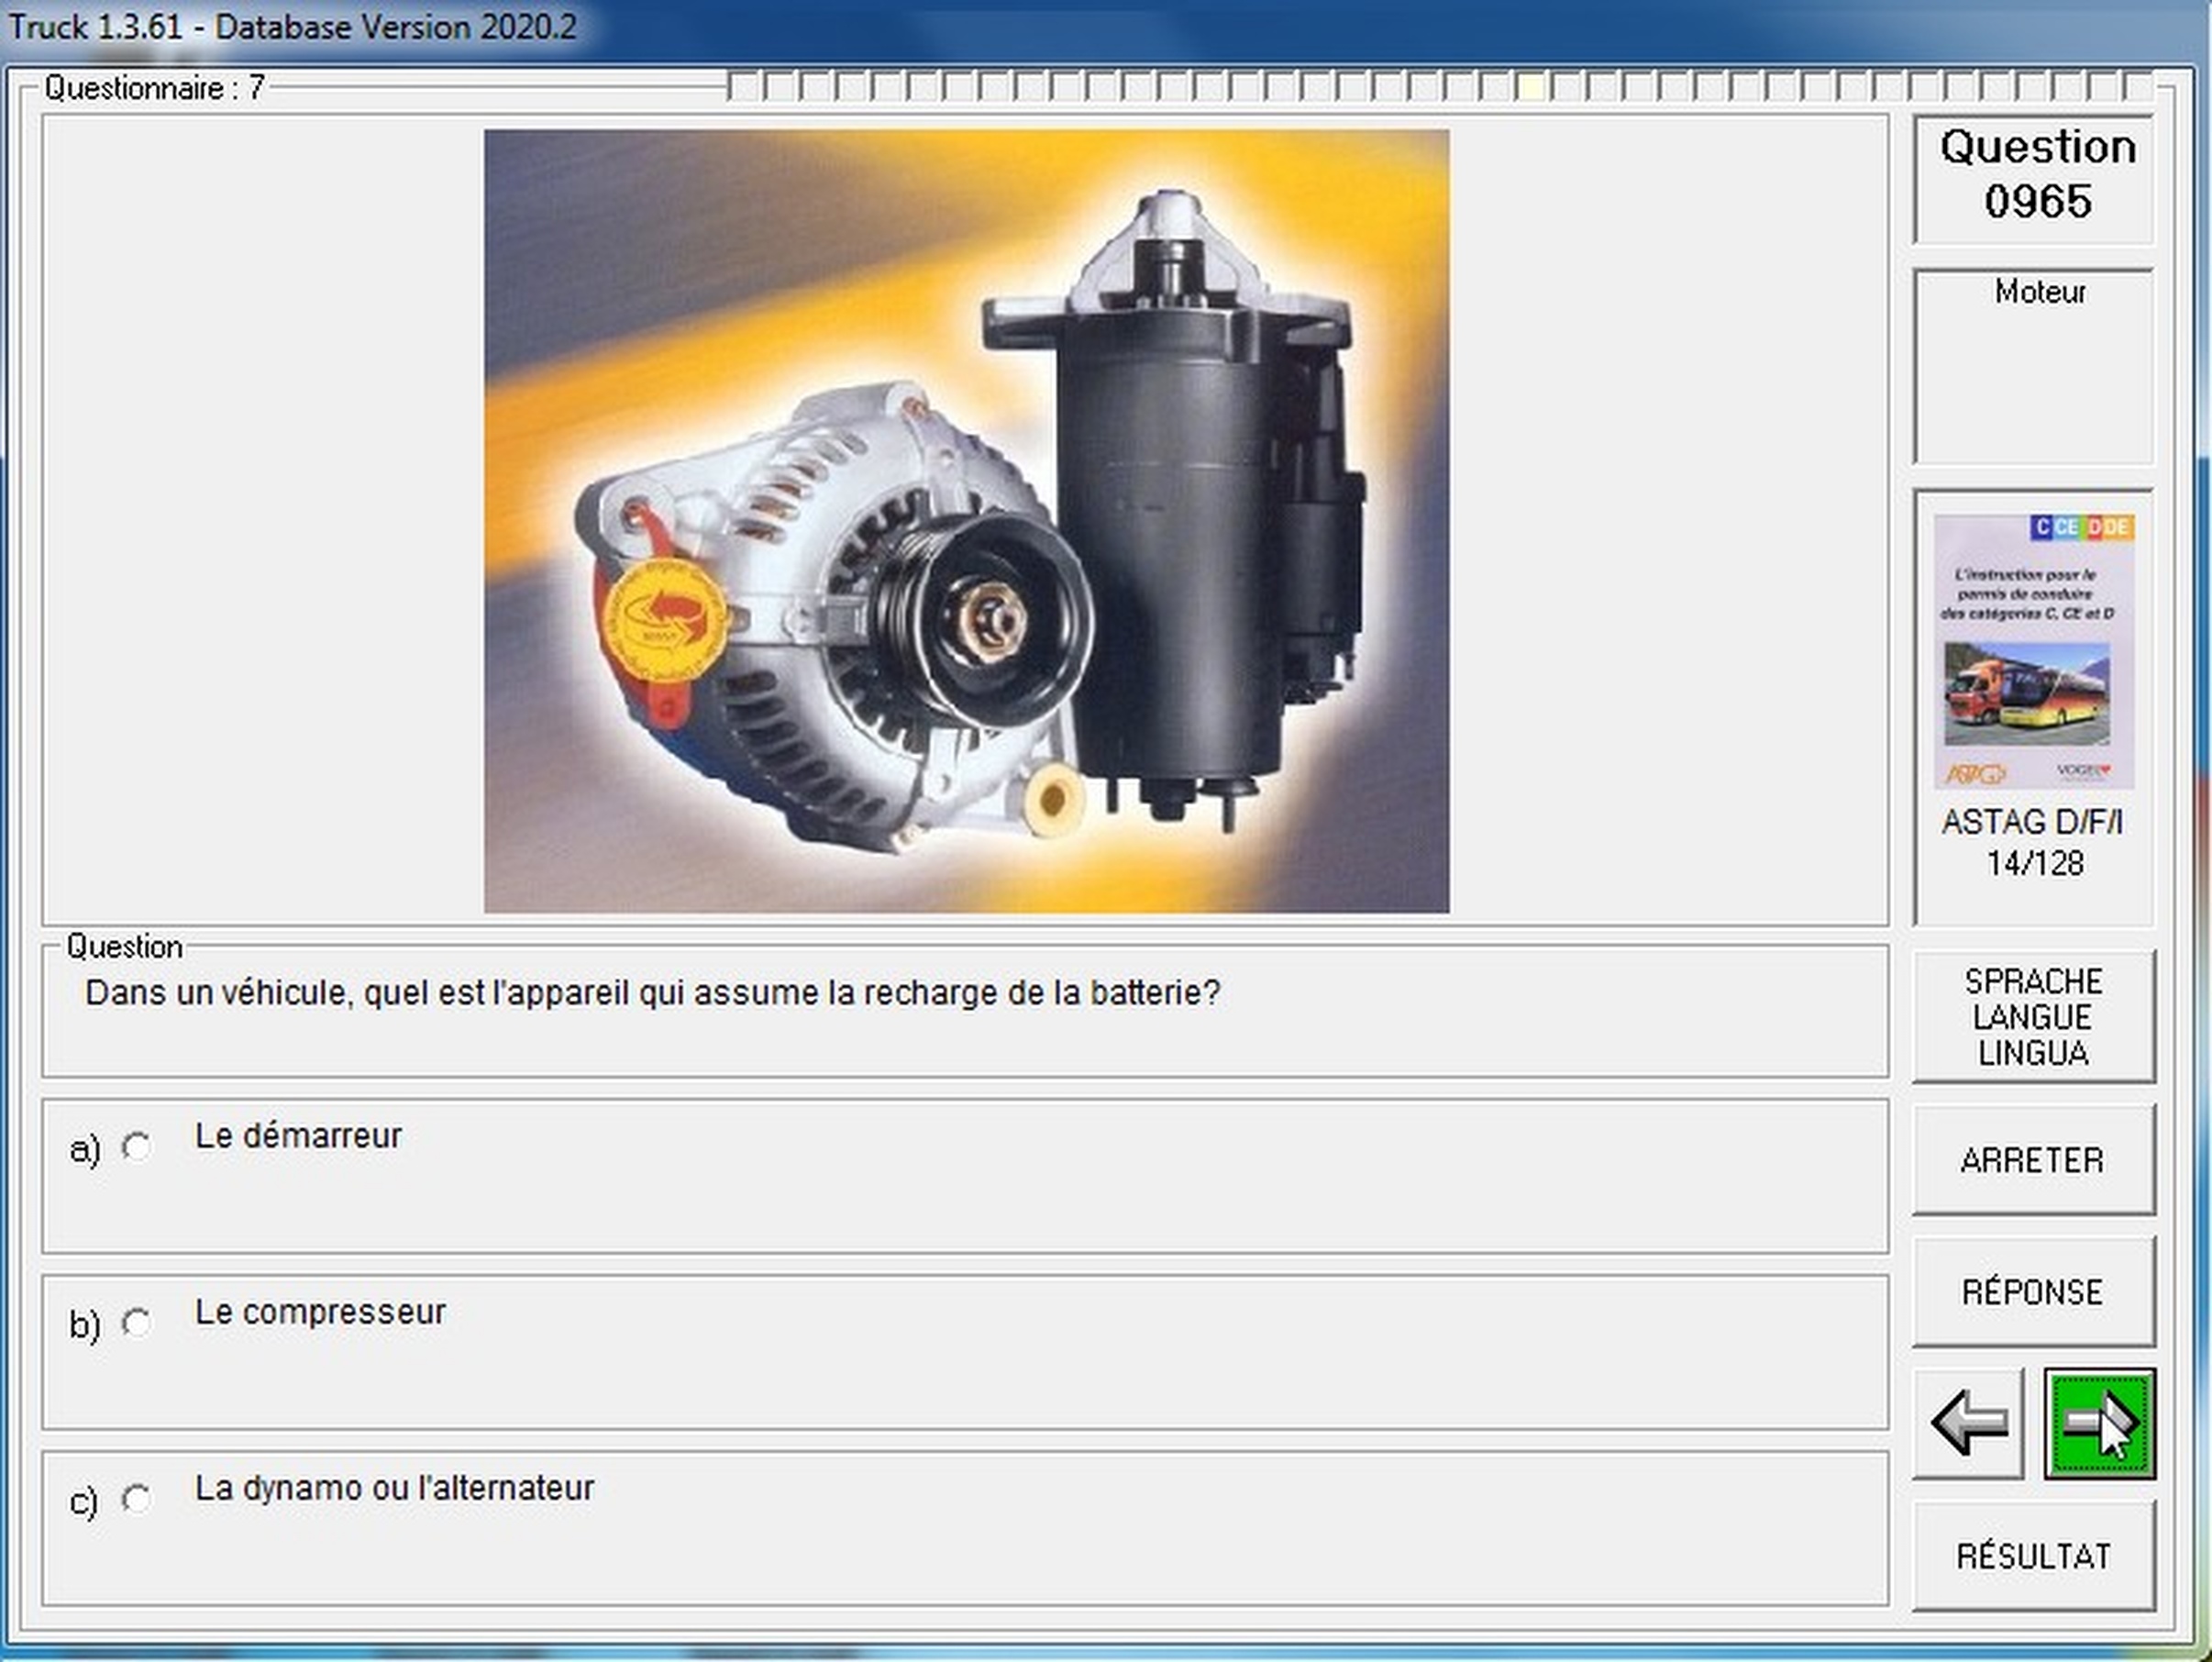 Truck 1.3.61 - Database Version 2020.2
Questionnaire : 7
Question
0965
Moteur
C CE D DE
L'instruction pour le
permis de conduire
des catégories C, CE et D
ASTAG
VOGEL
ASTAG D/F/I
14/128
Question
Dans un véhicule, quel est l'appareil qui assume la recharge de la batterie?
a) Le démarreur
b) Le compresseur
c) La dynamo ou l'alternateur
SPRACHE
LANGUE
LINGUA
ARRETER
RÉPONSE
RÉSULTAT